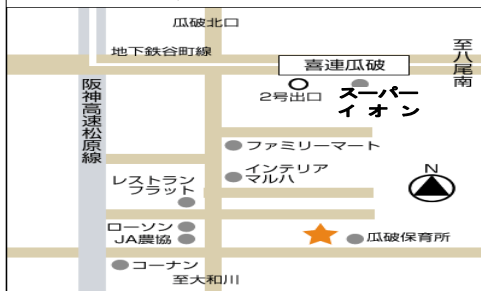 瓜破北口
地下鉄谷町線
喜連瓜破
至八尾南
2号出口
スーパー
イオン
阪神高速松原線
ファミリーマート
インテリア
マルハ
N
レストラン
フラット
ローソン
JA農協
瓜破保育所
コーナン
至大和川